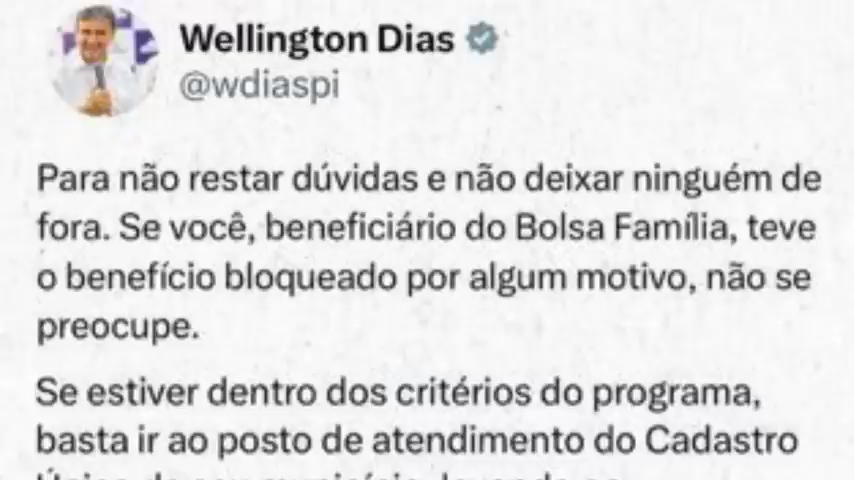 Wellington Dias
@wdiaspi
Para não restar dúvidas e não deixar ninguém de
fora. Se você, beneficiário do Bolsa Família, teve
o benefício bloqueado por algum motivo, não se
preocupe.
Se estiver dentro dos critérios do programa,
basta ir ao posto de atendimento do Cadastro